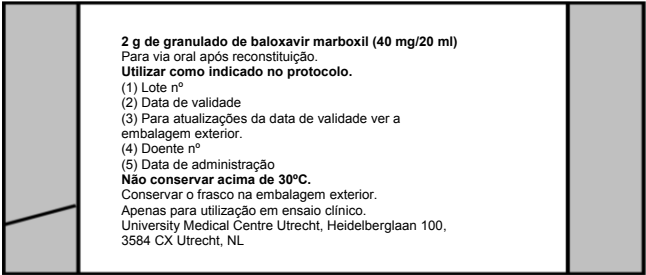 2 g de granulado de baloxavir marboxil (40 mg/20 ml)
Para via oral após reconstituição.
Utilizar como indicado no protocolo.
(1) Lote nº
(2) Data de validade
(3) Para atualizações da data de validade ver a
embalagem exterior.
(4) Doente nº
(5) Data de administração
Não conservar acima de 30ºC.
Conservar o frasco na embalagem exterior.
Apenas para utilização em ensaio clínico.
University Medical Centre Utrecht, Heidelberglaan 100,
3584 CX Utrecht, NL